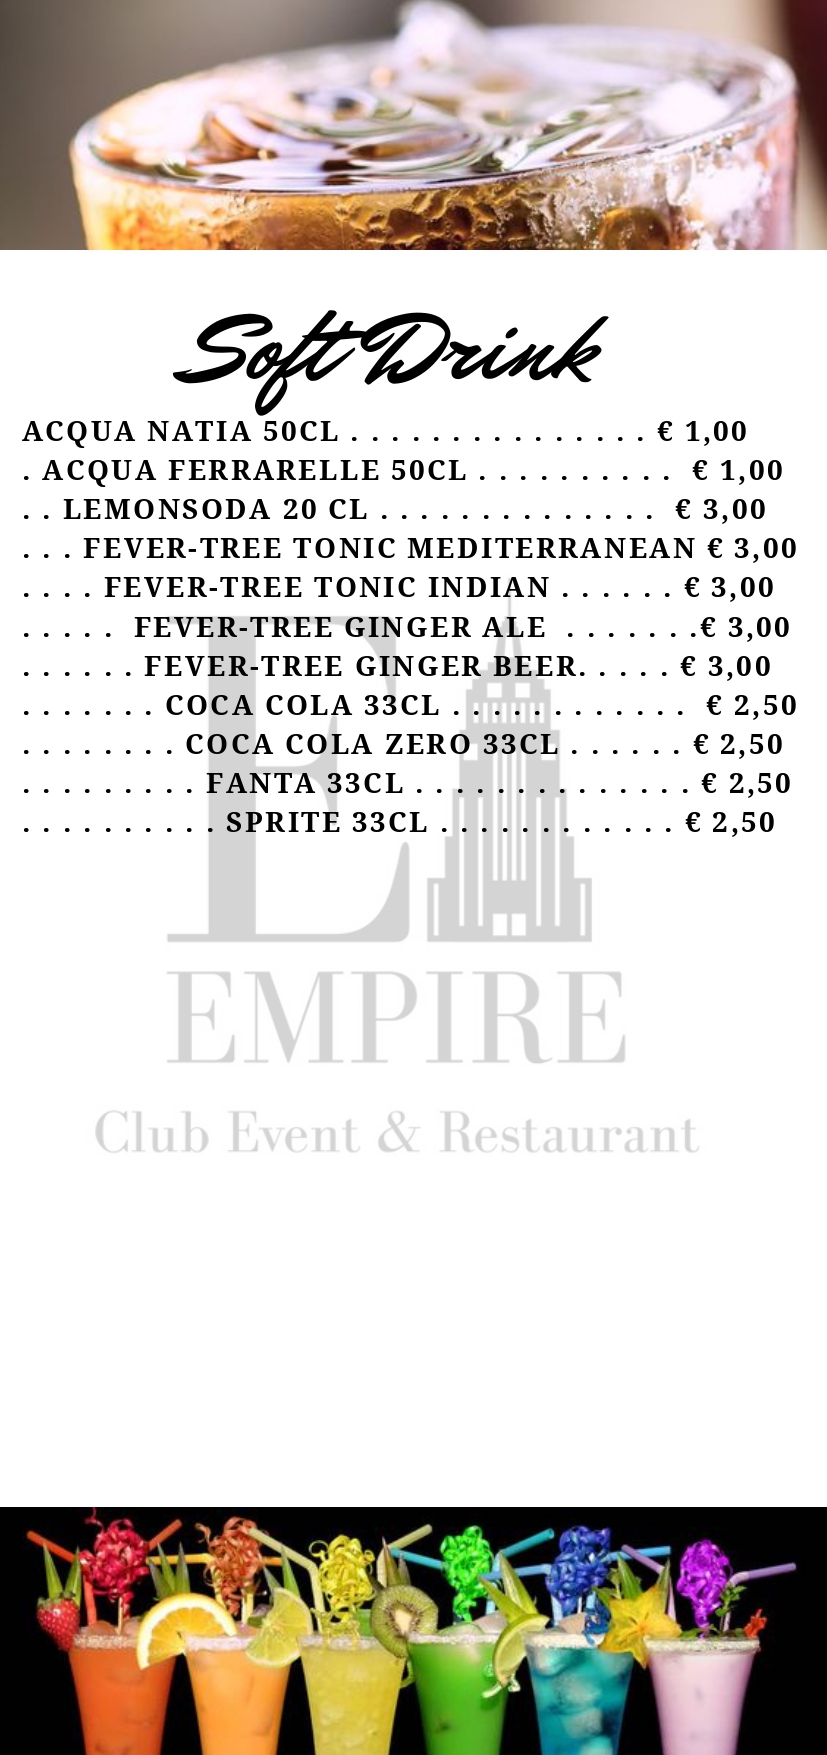 Soft Drink
ACQUA NATIA 50CL . . . . . . . . . . . . . . . € 1,00
. ACQUA FERRARELLE 50CL . . . . . . . . . . € 1,00
. . LEMONSODA 20 CL . . . . . . . . . . . . . . € 3,00
. . . FEVER-TREE TONIC MEDITERRANEAN € 3,00
. . . . FEVER-TREE TONIC INDIAN . . . . . . € 3,00
. . . . . FEVER-TREE GINGER ALE . . . . . . .€ 3,00
. . . . . . FEVER-TREE GINGER BEER. . . . . € 3,00
. . . . . . . COCA COLA 33CL . . . . . . . . . . . . € 2,50
. . . . . . . . COCA COLA ZERO 33CL . . . . . . € 2,50
. . . . . . . . . FANTA 33CL . . . . . . . . . . . . . . € 2,50
. . . . . . . . . . SPRITE 33CL . . . . . . . . . . . . € 2,50
E
EMPIRE
Club Event & Restaurant